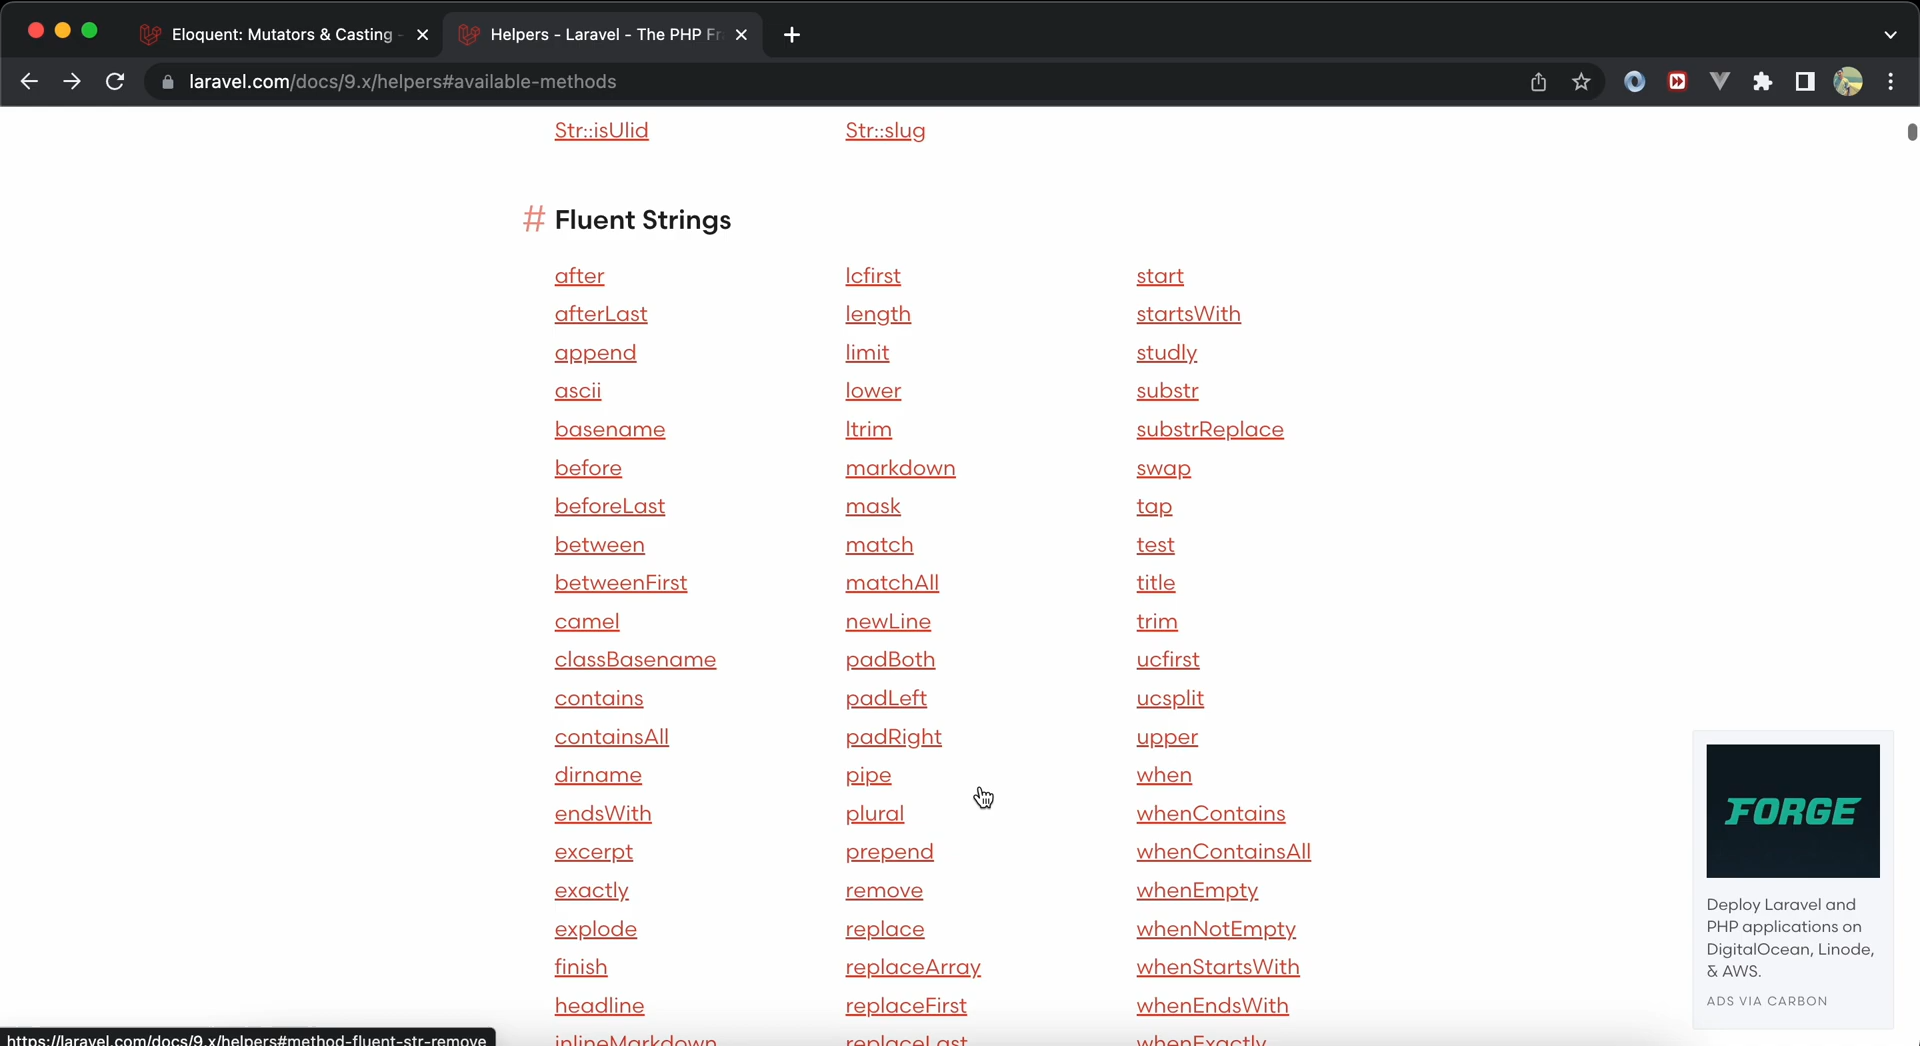 Eloquent: Mutators & Casting -
Helpers - Laravel - The PHP Fr
laravel.com/docs/9.x/helpers#available-methods
Str::isUlid
Str::slug
# Fluent Strings
after
afterLast
append
ascii
basename
before
beforeLast
between
betweenFirst
camel
classBasename
contains
containsAll
dirname
endsWith
excerpt
exactly
explode
finish
headline
inlineMarkdown
lcfirst
length
limit
lower
ltrim
markdown
mask
match
matchAll
newLine
padBoth
padLeft
padRight
pipe
plural
prepend
remove
replace
replaceArray
replaceFirst
replaceLast
start
startsWith
studly
substr
substrReplace
swap
tap
test
title
trim
ucfirst
ucsplit
upper
when
whenContains
whenContainsAll
whenEmpty
whenNotEmpty
whenStartsWith
whenEndsWith
whenExactly
FORGE
Deploy Laravel and
PHP applications on
DigitalOcean, Linode,
& AWS.
ADS VIA CARBON
https://laravel.com/docs/9.x/helpers#method-fluent-str-remove